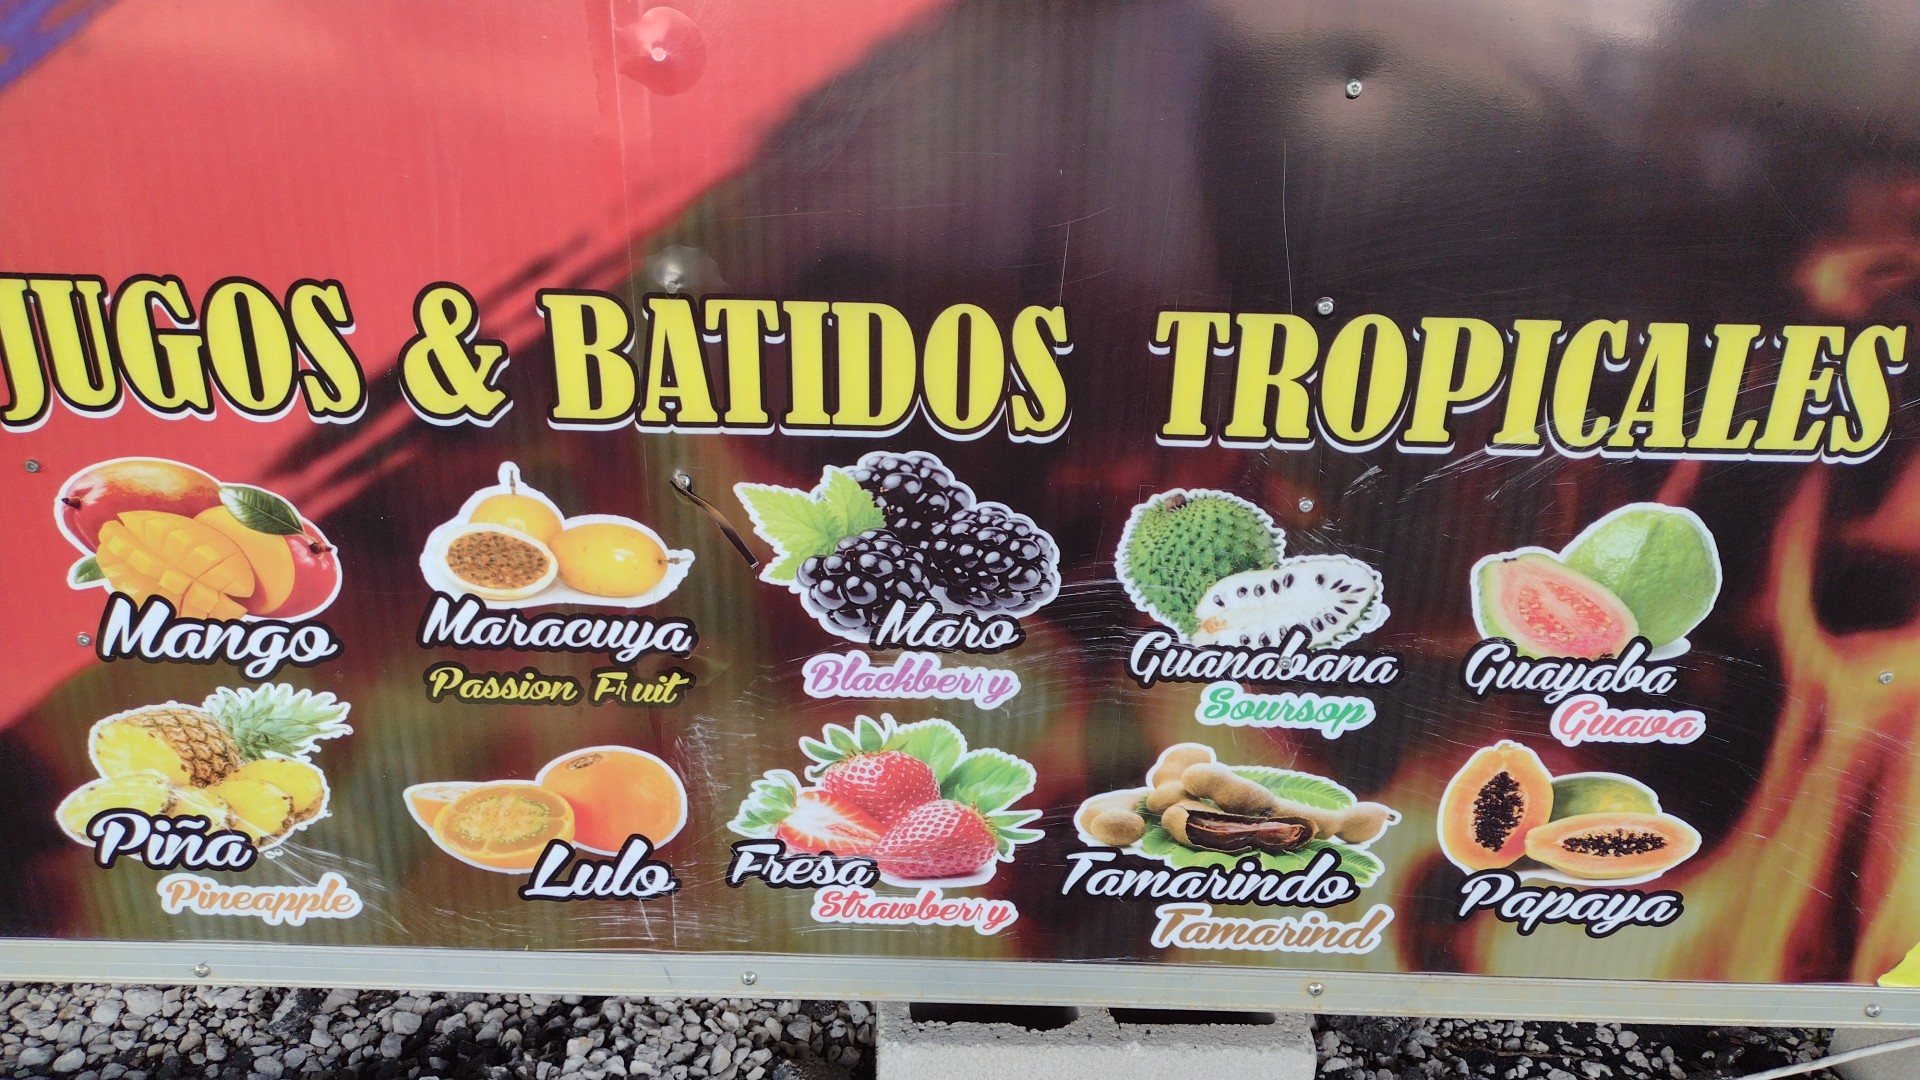 JUGOS & BATIDOS TROPICALES
Mango
Maracuya
Passion Fruit
Maro
Blackberry
Guanabana
Soursop
Guayaba
Guava
Piña
Pineapple
Lulo
Fresa
Strawberry
Tamarindo
Tamarind
Papaya